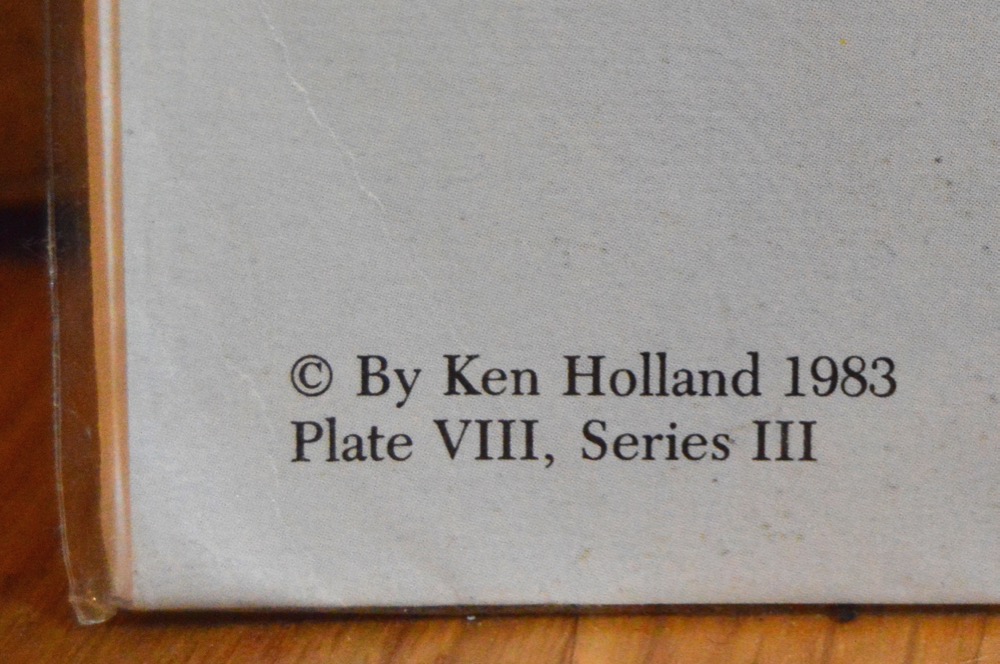 © By Ken Holland 1983
Plate VIII, Series III